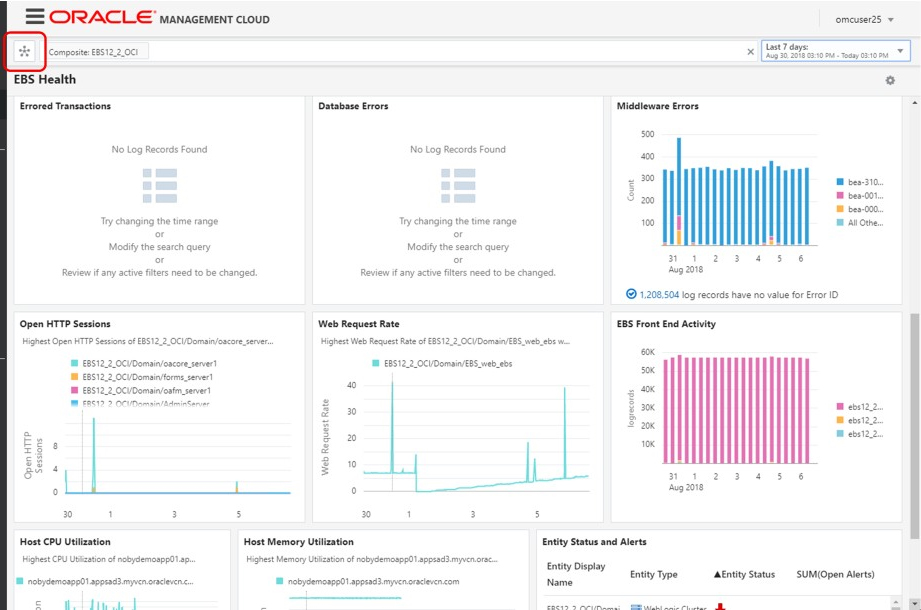 ORACLE MANAGEMENT CLOUD
omcuser25
Composite: EBS12_2_OCI
Last 7 days:
Aug 30, 2018 03:10 PM - Today 03:10 PM
EBS Health
Errored Transactions
No Log Records Found
Try changing the time range
or
Modify the search query
or
Review if any active filters need to be changed.
Database Errors
No Log Records Found
Try changing the time range
or
Modify the search query
or
Review if any active filters need to be changed.
Middleware Errors
500
400
300
200
100
Count
31 1 2 3 4 5 6
Aug 2018
bea-310...
bea-001...
bea-000...
All Othe...
1,208,504 log records have no value for Error ID
Open HTTP Sessions
Highest Open HTTP Sessions of EBS12_2_OCI/Domain/oacore_server...
EBS12_2_OCI/Domain/oacore_server1
EBS12_2_OCI/Domain/forms_server1
EBS12_2_OCI/Domain/oafm_server1
EBS12_2_OCI/Domain/AdminServer
Open HTTP
Sessions
8
4
0
30 1 3 5
Web Request Rate
Highest Web Request Rate of EBS12_2_OCI/Domain/EBS_web_ebs w...
EBS12_2_OCI/Domain/EBS_web_ebs
Web Request Rate
40
30
20
10
0
30 1 3 5
EBS Front End Activity
60K
50K
40K
30K
20K
10K
logrecords
31 1 2 3 4 5 6
Aug 2018
ebs12_2...
ebs12_2...
ebs12_2...
Host CPU Utilization
Highest CPU Utilization of nobydemoapp01.ap...
nobydemoapp01.appsad3.myvcn.oraclevcn.c...
Host Memory Utilization
Highest Memory Utilization of nobydemoapp01.appsad3.myvcn.orac...
nobydemoapp01.appsad3.myvcn.oraclevcn.com
Entity Status and Alerts
Entity Display
Name
Entity Type
▲Entity Status
SUM(Open Alerts)
EBS12_2_OCI/Domai
WebLogic Cluster